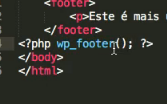 <footer>
<p>Este é mais
</footer>
<?php wp_footer(); ?>
</body>
</html>